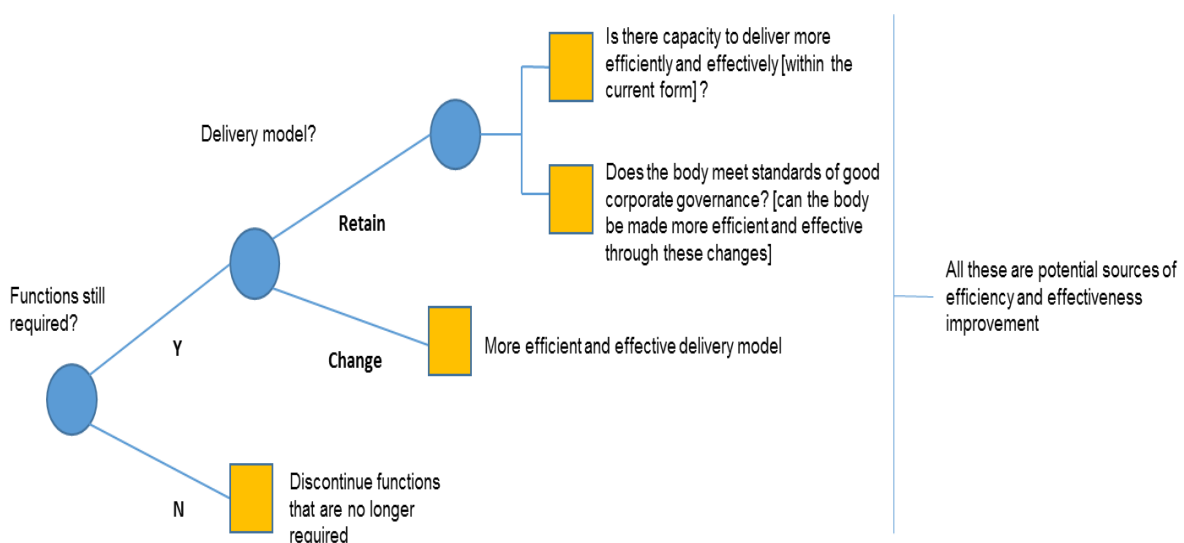 Is there capacity to deliver more
efficiently and effectively [within the
current form] ?
Delivery model?
Does the body meet standards of good
corporate governance? [can the body
be made more efficient and effective
through these changes]
Retain
All these are potential sources of
efficiency and effectiveness
improvement
Functions still
required?
Y
Change
More efficient and effective delivery model
N
Discontinue functions
that are no longer
required